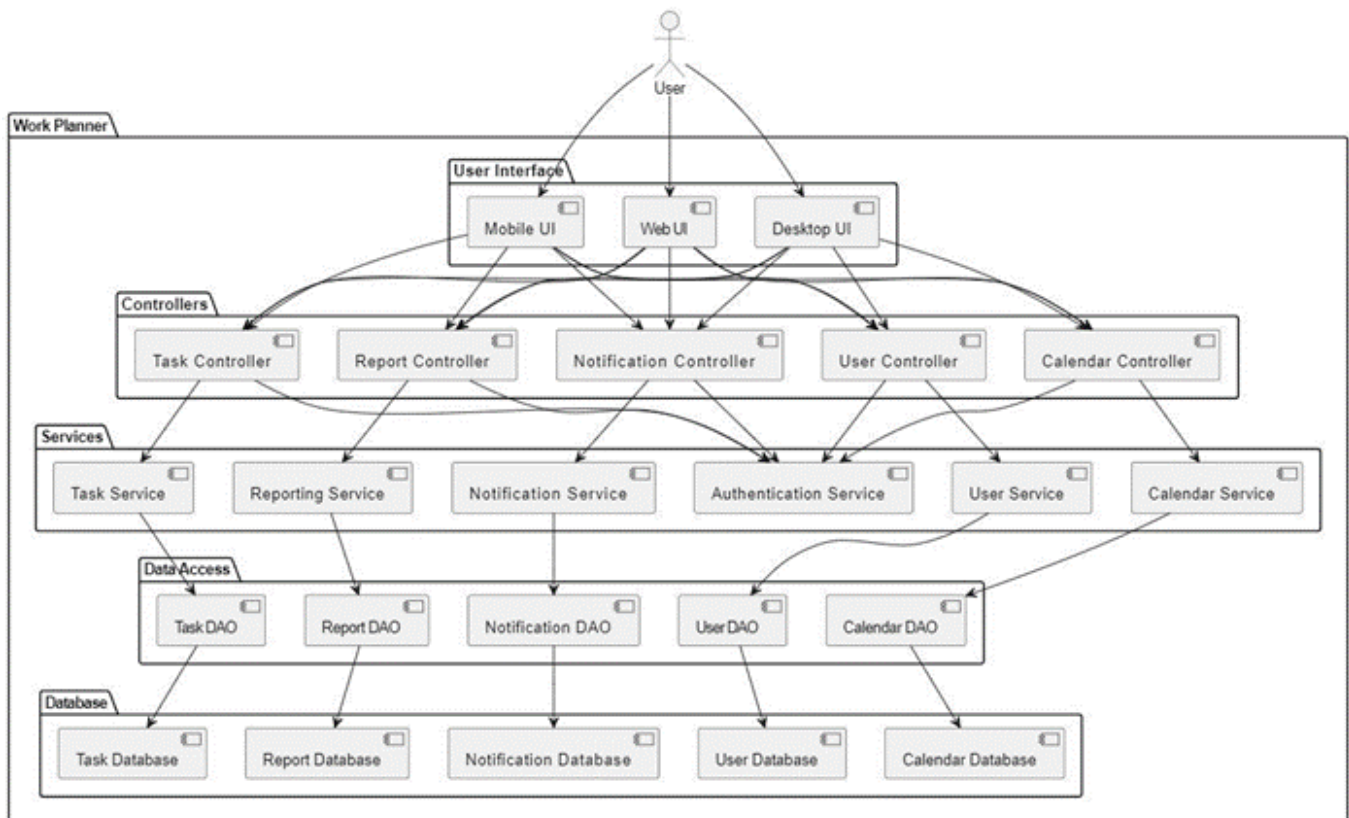 User
Work Planner
User Interface
Mobile UI
Web UI
Desktop UI
Controllers
Task Controller
Report Controller
Notification Controller
User Controller
Calendar Controller
Services
Task Service
Reporting Service
Notification Service
Authentication Service
User Service
Calendar Service
Data Access
Task DAO
Report DAO
Notification DAO
User DAO
Calendar DAO
Database
Task Database
Report Database
Notification Database
User Database
Calendar Database